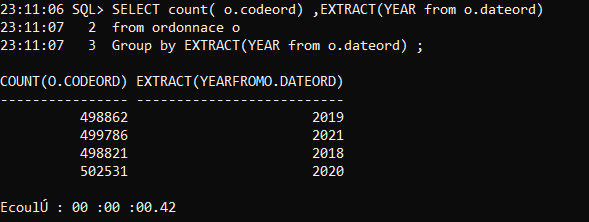 23:11:06 SQL> SELECT count( o.codeord) ,EXTRACT(YEAR from o.dateord)
23:11:07   2  from ordonnace o
23:11:07   3  Group by EXTRACT(YEAR from o.dateord) ;
COUNT(O.CODEORD) EXTRACT(YEARFROMO.DATEORD)
---------------- --------------------------
          498862                       2019
          499786                       2021
          498821                       2018
          502531                       2020
EcoulÚ : 00 :00 :00.42